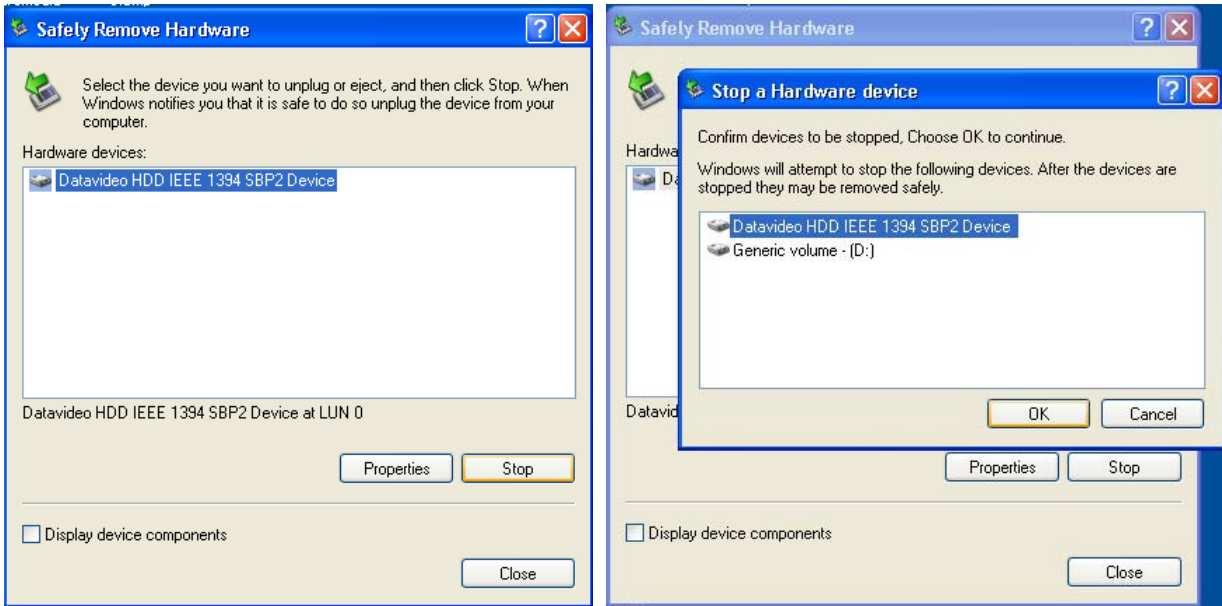 Safely Remove Hardware
Select the device you want to unplug or eject, and then click Stop. When
Windows notifies you that it is safe to do so unplug the device from your
computer.
Hardware devices:
Datavideo HDD IEEE 1394 SBP2 Device
Datavideo HDD IEEE 1394 SBP2 Device at LUN 0
Properties Stop
Display device components
Close
Safely Remove Hardware
Stop a Hardware device
Confirm devices to be stopped, Choose OK to continue.
Hardwa
Windows will attempt to stop the following devices. After the devices are
stopped they may be removed safely.
Da
Datavideo HDD IEEE 1394 SBP2 Device
Generic volume - (D:)
Datavid
OK Cancel
Properties Stop
Display device components
Close